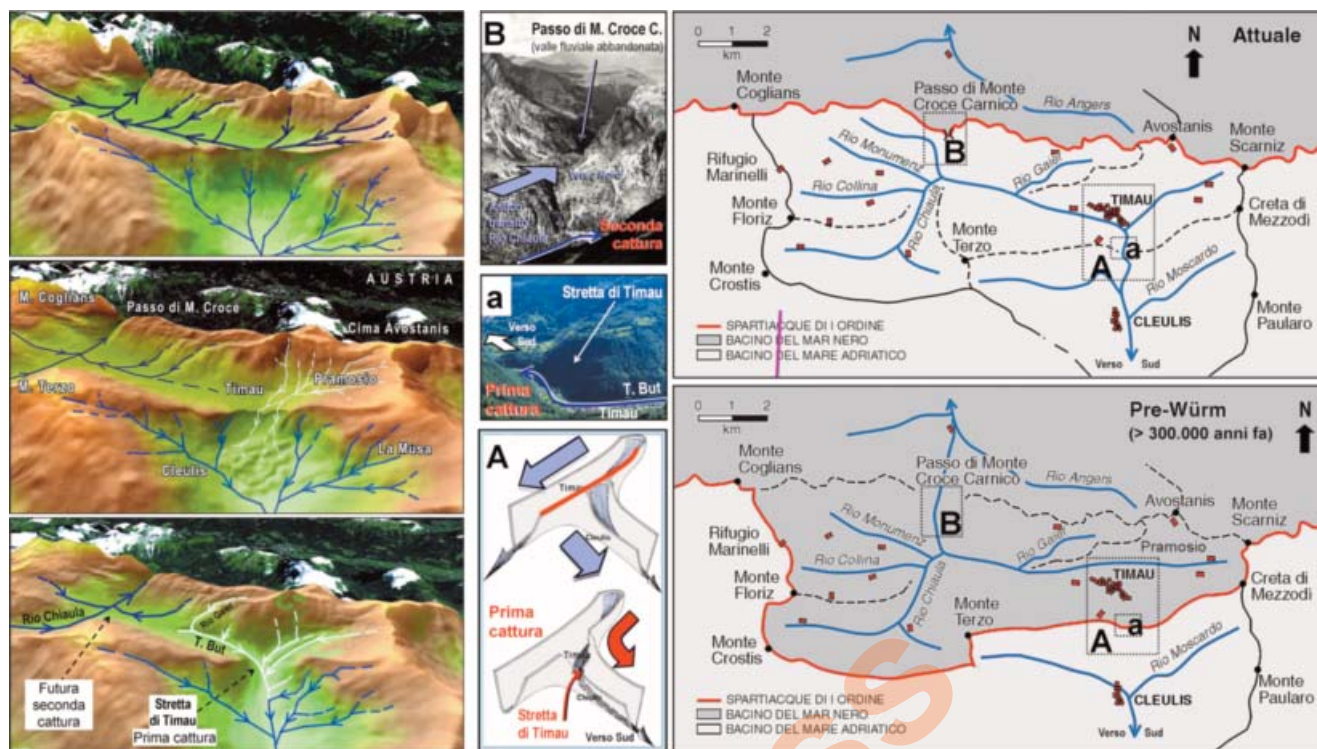 AUSTRIA
M. Coglians
Passo di M. Croce
Cima Avostanis
M. Terzo
Timau
Pramosio
Cleulis
La Müsa
Rio Chiaula
Rio Gaier
T. But
Futura
seconda
cattura
Stretta
di Timau
Prima cattura
B
Passo di M. Croce C.
(valle fluviale abbandonata)
Rio Chiaula
Seconda
cattura
a
Stretta di Timau
Verso
Sud
Prima
cattura
T. But
Timau
A
Timau
Cleulis
Prima
cattura
Timau
Cleulis
Stretta
di Timau
Verso Sud
0 1 2
km
N
Attuale
Monte
Coglians
Passo di Monte
Croce Carnico
Rio Angers
Avostanis
Monte
Scarniz
B
Rio Monumenz
Rifugio
Marinelli
Rio Gaier
Rio Collina
TIMAU
Creta di
Mezzodì
Monte
Floriz
Rio Chiaula
Monte
Terzo
a
A
Monte
Crostis
Rio Moscardo
Monte
Paularo
CLEULIS
SPARTIACQUE DI I ORDINE
BACINO DEL MAR NERO
BACINO DEL MARE ADRIATICO
Verso Sud
0 1 2
km
Pre-Würm
(> 300.000 anni fa)
N
Monte
Coglians
Passo di Monte
Croce Carnico
Rio Angers
Avostanis
Monte
Scarniz
B
Rio Monumenz
Rifugio
Marinelli
Rio Gaier
Pramosio
Rio Collina
TIMAU
Creta di
Mezzodì
Monte
Floriz
Rio Chiaula
Monte
Terzo
a
A
Monte
Crostis
Rio Moscardo
Monte
Paularo
CLEULIS
SPARTIACQUE DI I ORDINE
BACINO DEL MAR NERO
BACINO DEL MARE ADRIATICO
Verso Sud